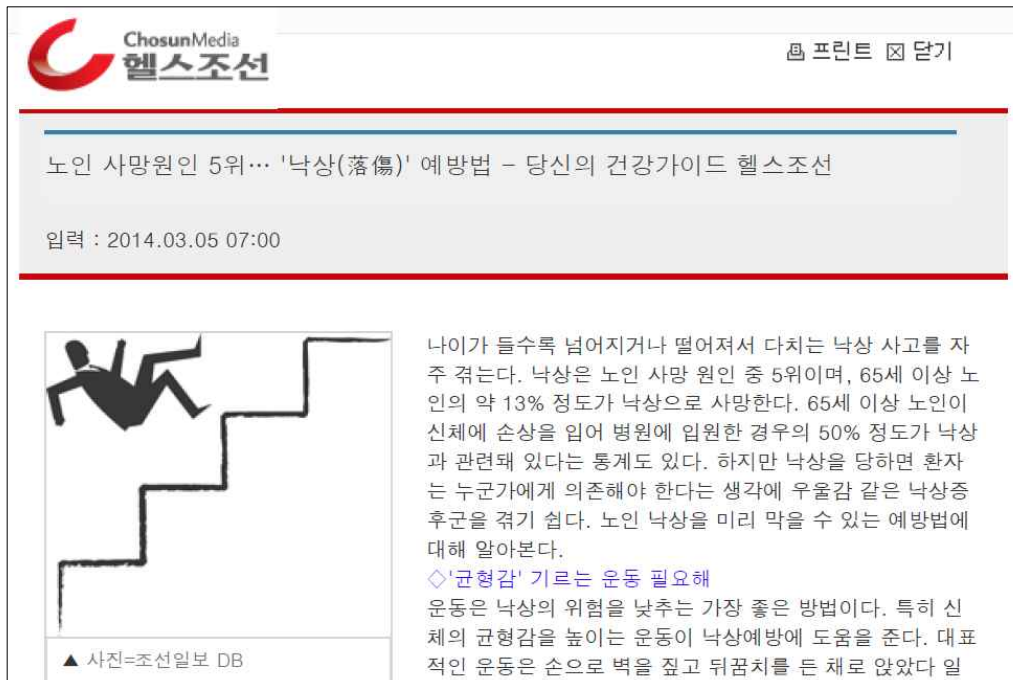 ChosunMedia
헬스조선
프린트 닫기
노인 사망원인 5위… '낙상(落傷)' 예방법 - 당신의 건강가이드 헬스조선
입력 : 2014.03.05 07:00
나이가 들수록 넘어지거나 떨어져서 다치는 낙상 사고를 자
주 겪는다. 낙상은 노인 사망 원인 중 5위이며, 65세 이상 노
인의 약 13% 정도가 낙상으로 사망한다. 65세 이상 노인이
신체에 손상을 입어 병원에 입원한 경우의 50% 정도가 낙상
과 관련돼 있다는 통계도 있다. 하지만 낙상을 당하면 환자
는 누군가에게 의존해야 한다는 생각에 우울감 같은 낙상증
후군을 겪기 쉽다. 노인 낙상을 미리 막을 수 있는 예방법에
대해 알아본다.
◇'균형감' 기르는 운동 필요해
운동은 낙상의 위험을 낮추는 가장 좋은 방법이다. 특히 신
체의 균형감을 높이는 운동이 낙상예방에 도움을 준다. 대표
적인 운동은 손으로 벽을 짚고 뒤꿈치를 든 채로 앉았다 일
▲ 사진=조선일보 DB